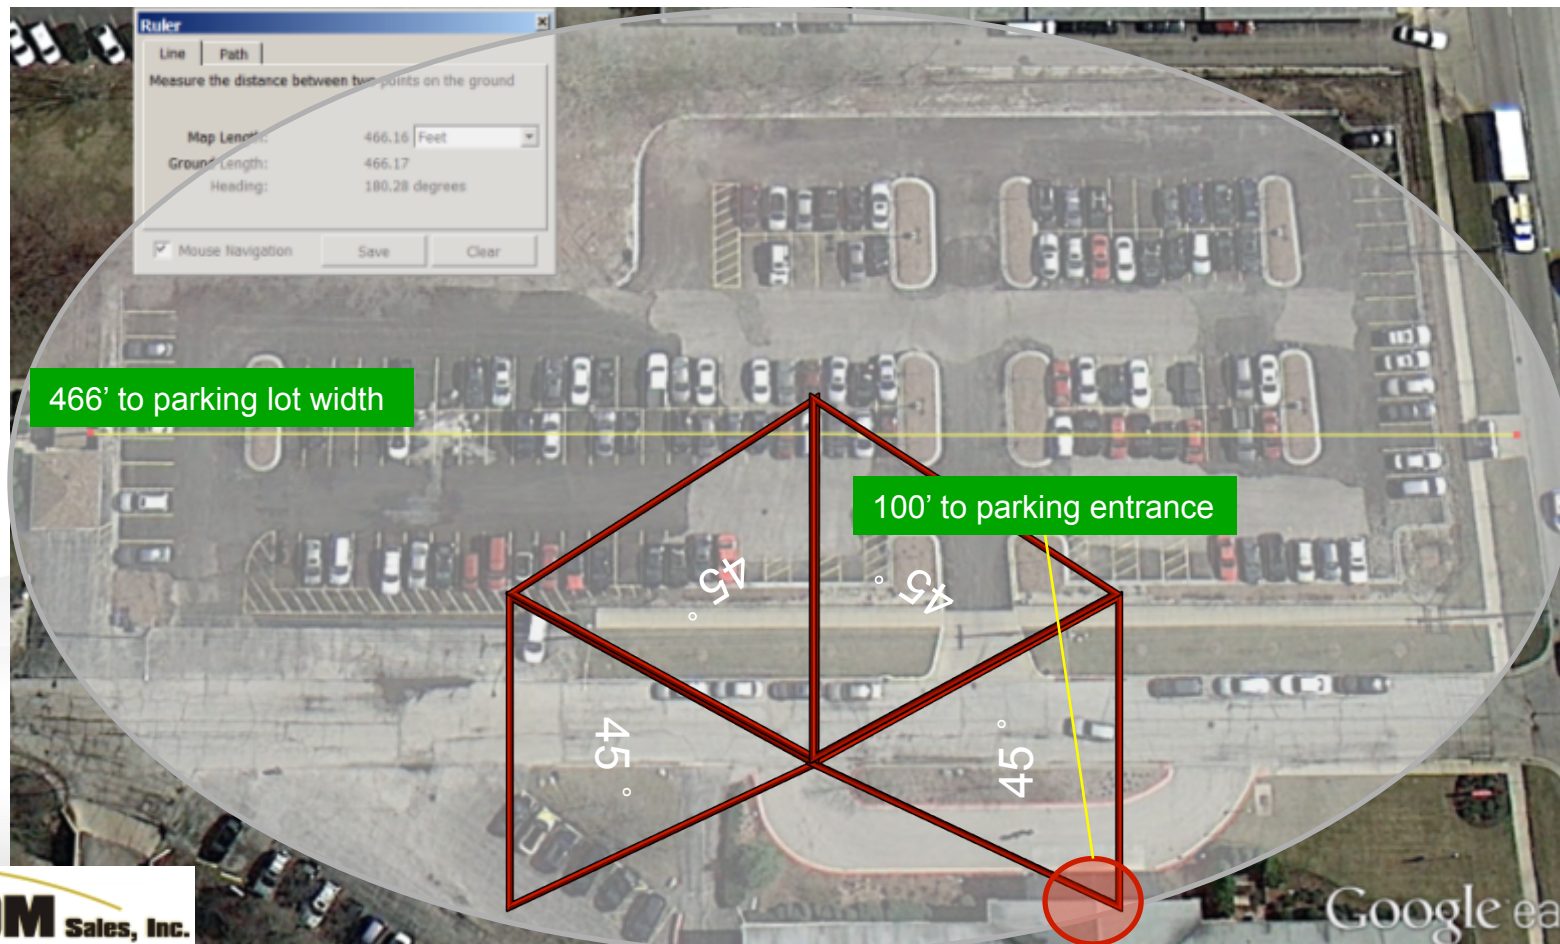 Ruler
Line Path
Measure the distance between two points on the ground
Map Length: 466.16 Feet
Ground Length: 466.17
Heading: 180.28 degrees
Mouse Navigation Save Clear
466’ to parking lot width
100’ to parking entrance
45°
45°
45°
45°
OM Sales, Inc.
Google ea